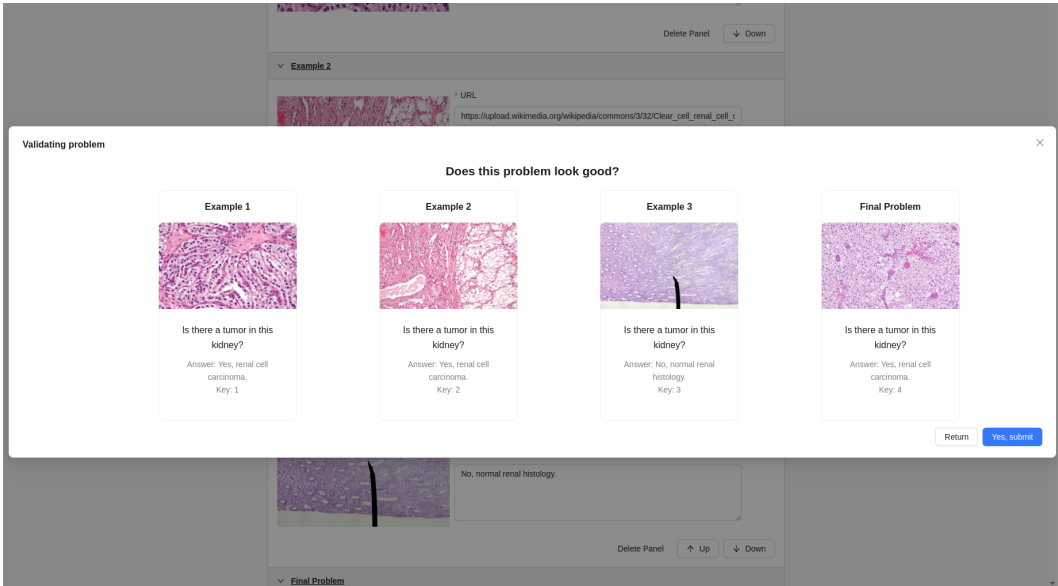 Delete Panel
Down
Example 2
* URL
https://upload.wikimedia.org/wikipedia/commons/3/32/Clear_cell_renal_cell_c
Validating problem
Does this problem look good?
Example 1
Is there a tumor in this
kidney?
Answer: Yes, renal cell
carcinoma.
Key: 1
Example 2
Is there a tumor in this
kidney?
Answer: Yes, renal cell
carcinoma.
Key: 2
Example 3
Is there a tumor in this
kidney?
Answer: No, normal renal
histology.
Key: 3
Final Problem
Is there a tumor in this
kidney?
Answer: Yes, renal cell
carcinoma.
Key: 4
Return
Yes, submit
No, normal renal histology.
Delete Panel
Up
Down
Final Problem